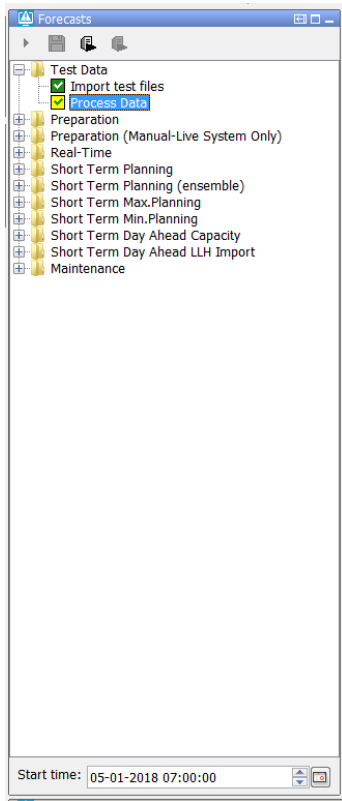 Forecasts
Test Data
Import test files
Process Data
Preparation
Preparation (Manual-Live System Only)
Real-Time
Short Term Planning
Short Term Planning (ensemble)
Short Term Max.Planning
Short Term Min.Planning
Short Term Day Ahead Capacity
Short Term Day Ahead LLH Import
Maintenance
Start time: 05-01-2018 07:00:00